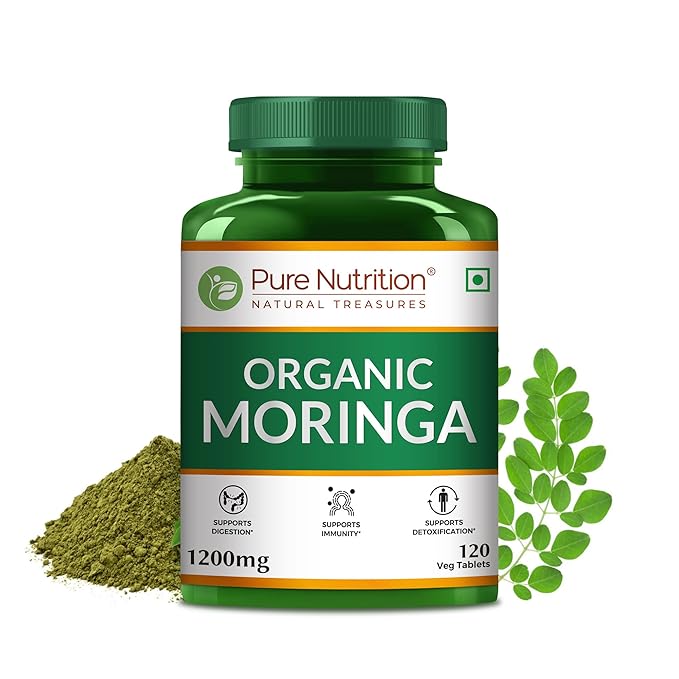 Pure Nutrition®
NATURAL TREASURES
ORGANIC
MORINGA
SUPPORTS
DIGESTION*
SUPPORTS
IMMUNITY*
SUPPORTS
DETOXIFICATION*
1200mg
120
Veg Tablets